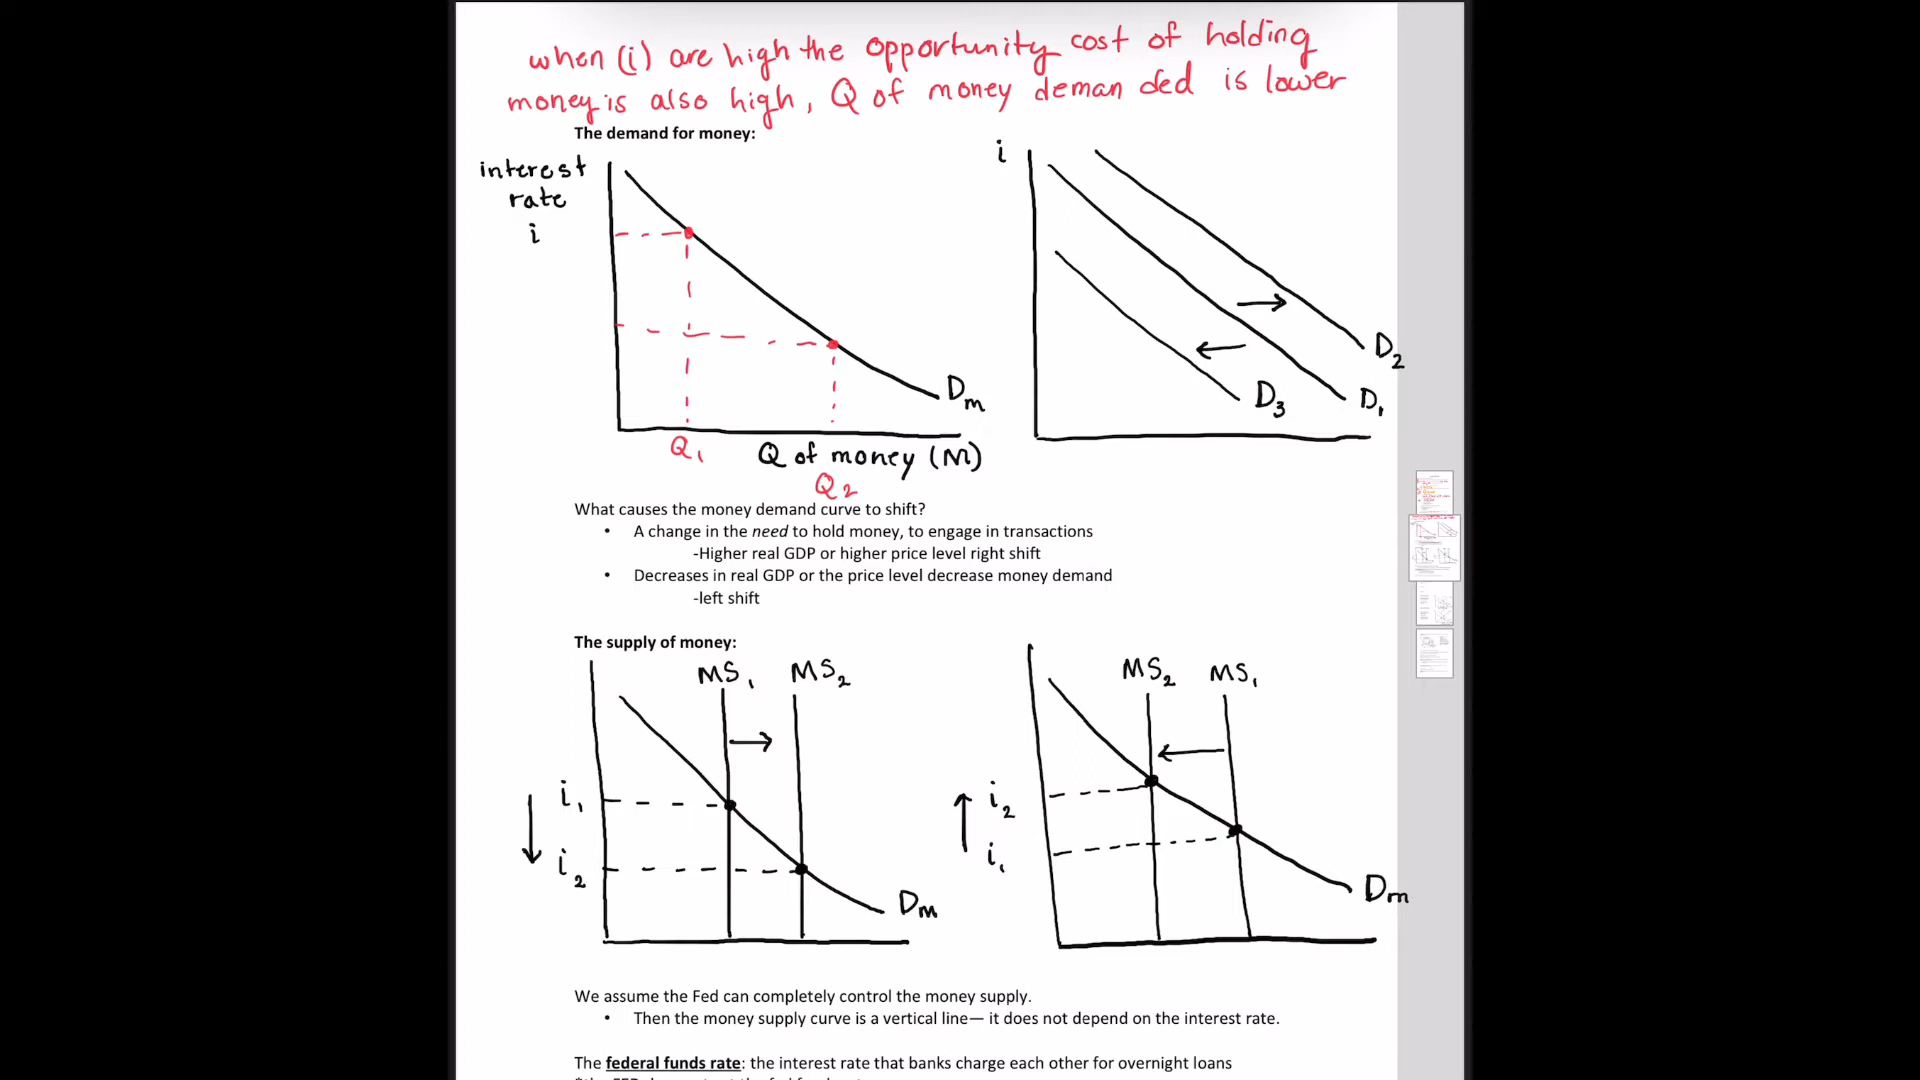 when (i) are high the opportunity cost of holding
money is also high, Q of money demanded is lower
The demand for money:
interest
rate
i
Dm
Q1
Q of money (M)
Q2
i
D2
D1
D3
What causes the money demand curve to shift?
• A change in the need to hold money, to engage in transactions
-Higher real GDP or higher price level right shift
• Decreases in real GDP or the price level decrease money demand
-left shift
The supply of money:
MS1 MS2
i1
i2
Dm
MS2 MS1
i2
i1
Dm
We assume the Fed can completely control the money supply.
• Then the money supply curve is a vertical line— it does not depend on the interest rate.
The federal funds rate: the interest rate that banks charge each other for overnight loans